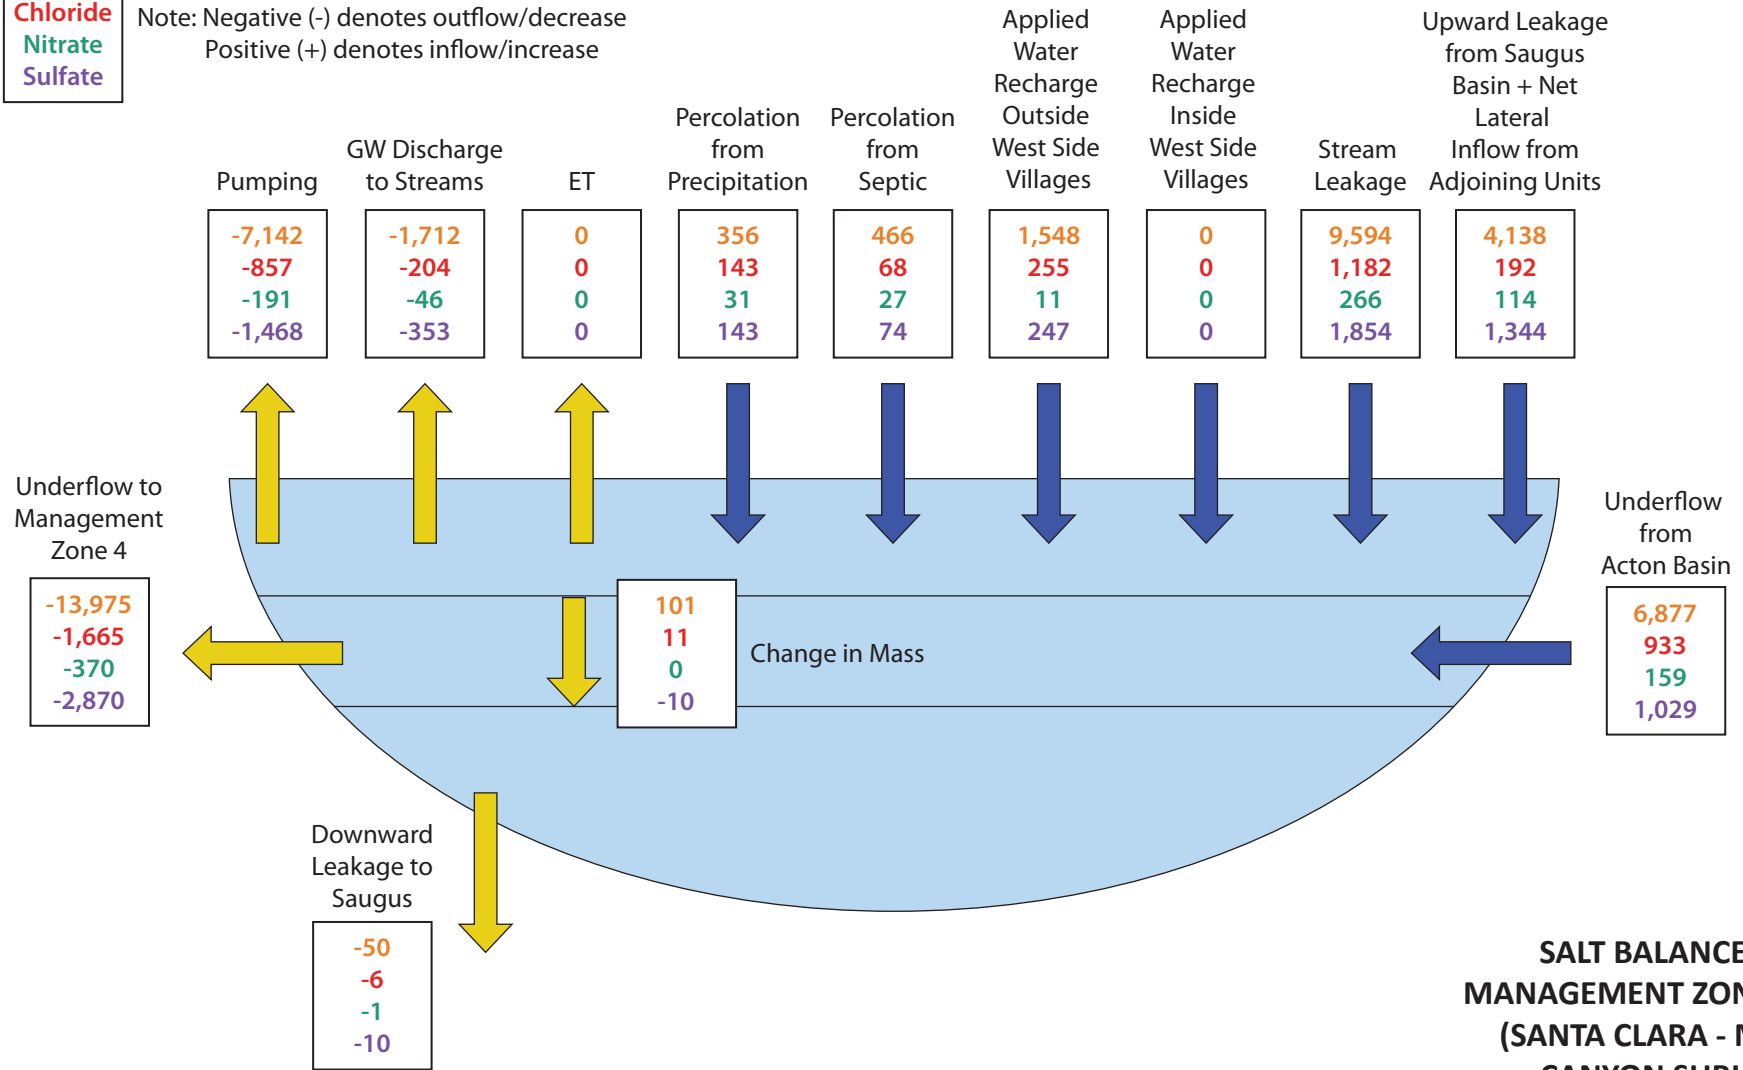 Chloride
Nitrate
Sulfate
Note: Negative (-) denotes outflow/decrease
Positive (+) denotes inflow/increase
Pumping
-7,142
-857
-191
-1,468
GW Discharge
to Streams
-1,712
-204
-46
-353
ET
0
0
0
0
Percolation
from
Precipitation
356
143
31
143
Percolation
from
Septic
466
68
27
74
Applied
Water
Recharge
Outside
West Side
Villages
1,548
255
11
247
Applied
Water
Recharge
Inside
West Side
Villages
0
0
0
0
Stream
Leakage
9,594
1,182
266
1,854
Upward Leakage
from Saugus
Basin + Net
Lateral
Inflow from
Adjoining Units
4,138
192
114
1,344
Underflow to
Management
Zone 4
-13,975
-1,665
-370
-2,870
101
11
0
-10
Change in Mass
Underflow
from
Acton Basin
6,877
933
159
1,029
Downward
Leakage to
Saugus
-50
-6
-1
-10
SALT BALANCE
MANAGEMENT ZON
(SANTA CLARA -
CANYON